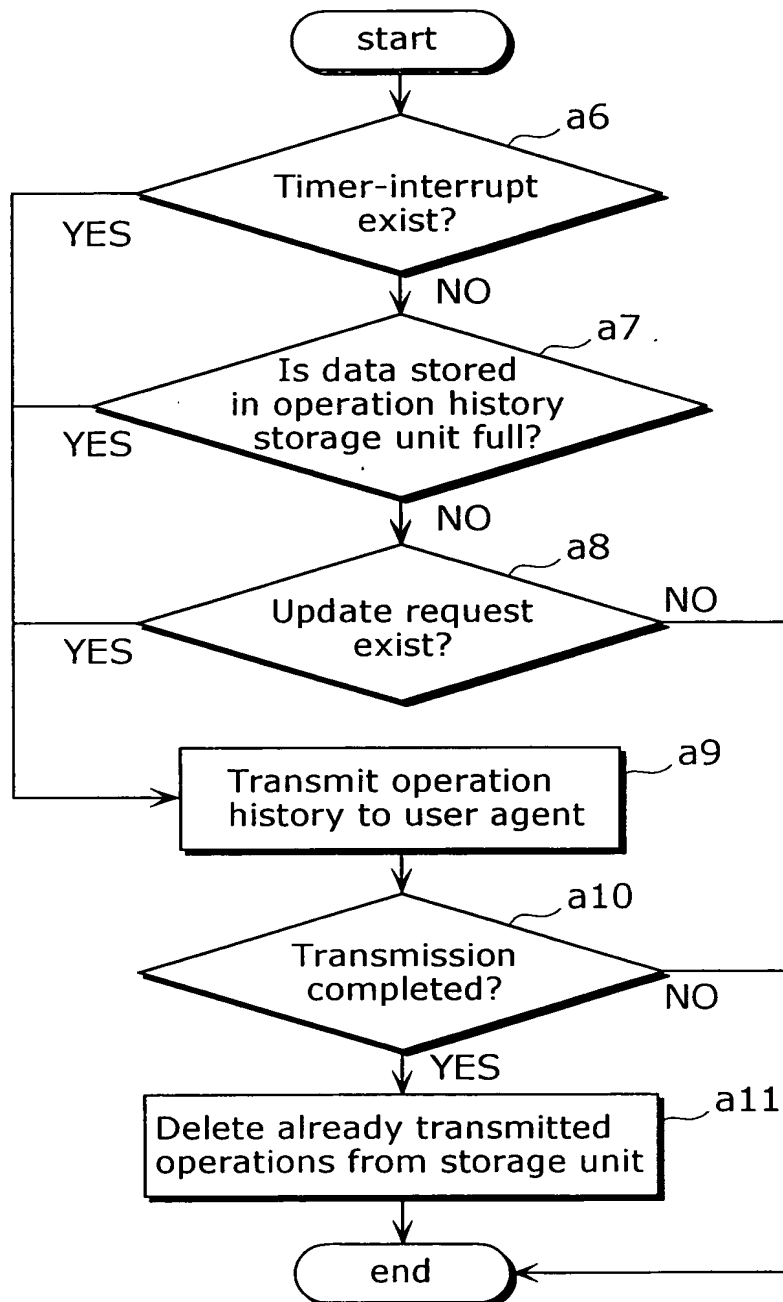 start
a6
Timer-interrupt
exist?
YES
NO
a7
Is data stored
in operation history
storage unit full?
YES
NO
a8
Update request
exist?
NO
YES
a9
Transmit operation
history to user agent
a10
Transmission
completed?
NO
YES
a11
Delete already transmitted
operations from storage unit
end